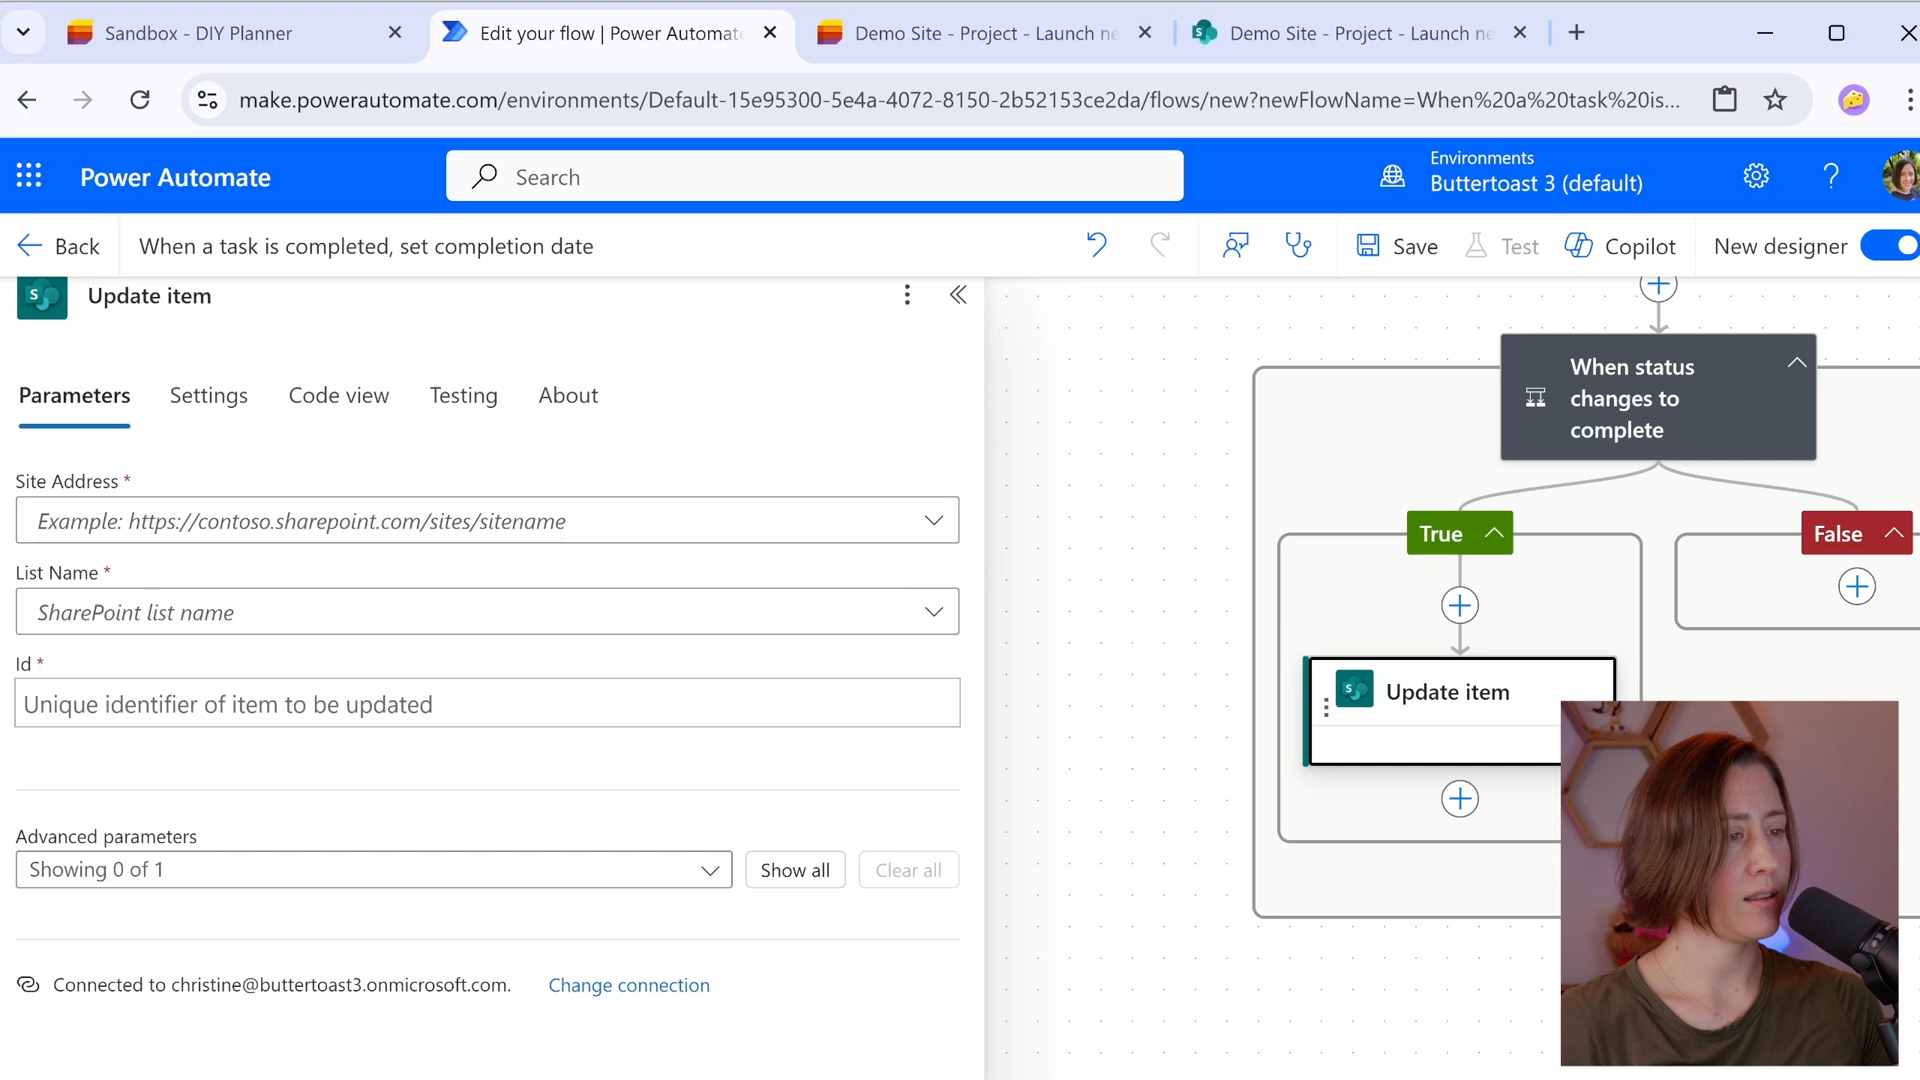 Sandbox - DIY Planner
Edit your flow | Power Automate
Demo Site - Project - Launch ne
Demo Site - Project - Launch ne
make.powerautomate.com/environments/Default-15e95300-5e4a-4072-8150-2b52153ce2da/flows/new?newFlowName=When%20a%20task%20is...
Power Automate
Search
Environments
Buttertoast 3 (default)
Back
When a task is completed, set completion date
Save
Test
Copilot
New designer
Update item
Parameters
Settings
Code view
Testing
About
Site Address *
Example: https://contoso.sharepoint.com/sites/sitename
List Name *
SharePoint list name
Id *
Unique identifier of item to be updated
Advanced parameters
Showing 0 of 1
Show all
Clear all
Connected to christine@buttertoast3.onmicrosoft.com.
Change connection
When status
changes to
complete
True
False
Update item